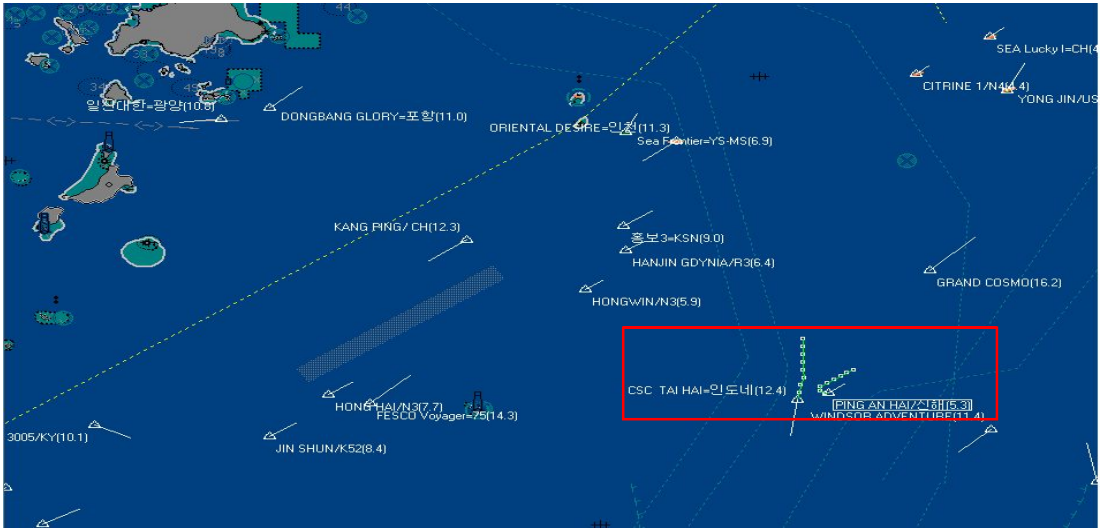 44
SEA Lucky I=CH(4
34
49
CITRINE 1/N4(4.4)
YONG JIN/US
일신대한=광양(10.8)
DONGBANG GLORY=포항(11.0)
ORIENTAL DESIRE=인천(11.3)
Sea Frontier=YS-MS(6.9)
KANG PING/ CH(12.3)
홍보3=KSN(9.0)
HANJIN GDYNIA/R3(6.4)
GRAND COSMO(16.2)
HONGWIN/N3(5.9)
CSC TAI HAI=인도네(12.4)
PING AN HAI/신해(5.3)
HONG HAI/N3(7.7)
FESCO Voyager=75(14.3)
WINDSOR ADVENTURE(11.4)
3005/KY(10.1)
JIN SHUN/K52(8.4)